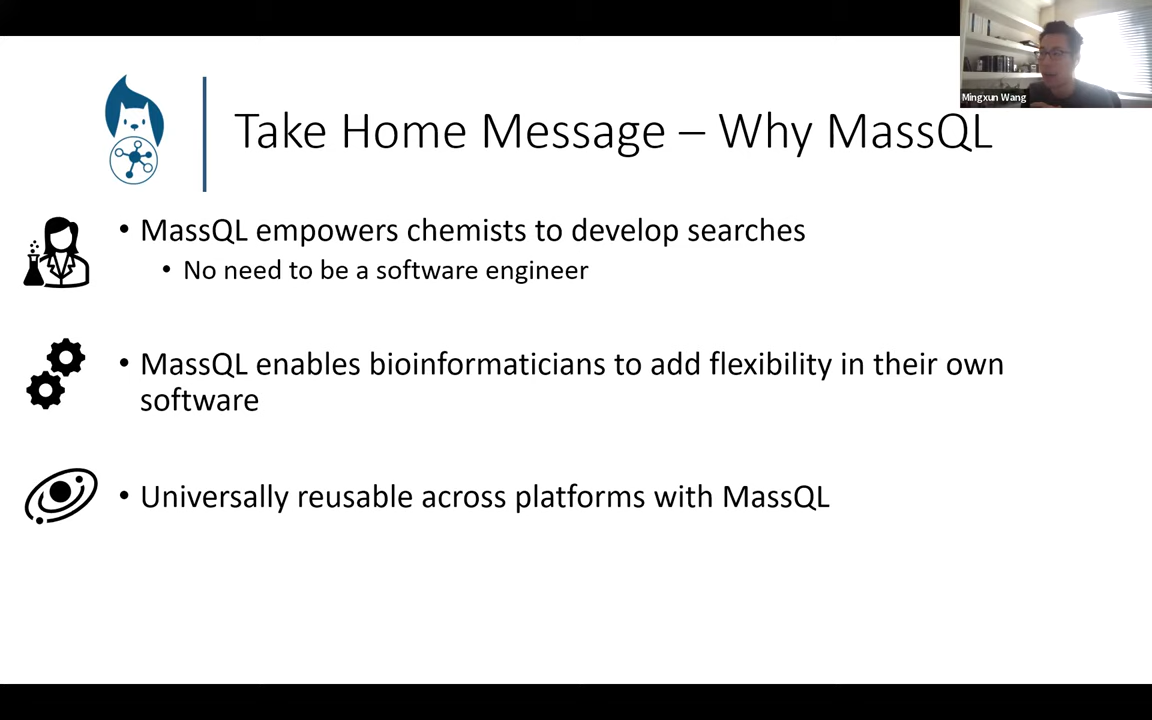 Mingxun Wang
Take Home Message – Why MassQL
• MassQL empowers chemists to develop searches
• No need to be a software engineer
• MassQL enables bioinformaticians to add flexibility in their own
software
• Universally reusable across platforms with MassQL